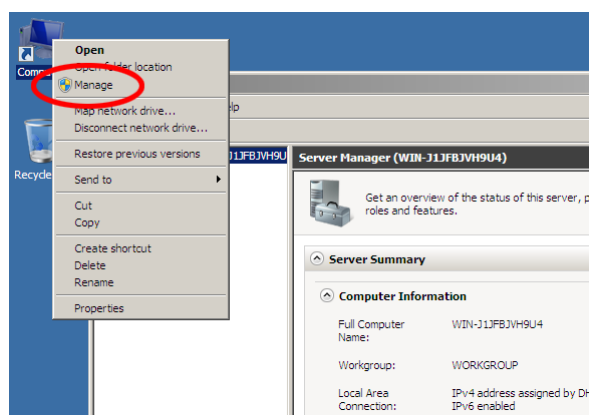 Open
Open folder location
Manage
Map network drive...
Disconnect network drive...
Restore previous versions
Send to
Cut
Copy
Create shortcut
Delete
Rename
Properties
Server Manager (WIN-J1JFBJVH9U4)
Get an overview of the status of this server, p
roles and features.
Server Summary
Computer Information
Full Computer
Name:
WIN-J1JFBJVH9U4
Workgroup:
WORKGROUP
Local Area
Connection:
IPv4 address assigned by DH
IPv6 enabled
Comp
Recycle
lp
J1JFBJVH9U